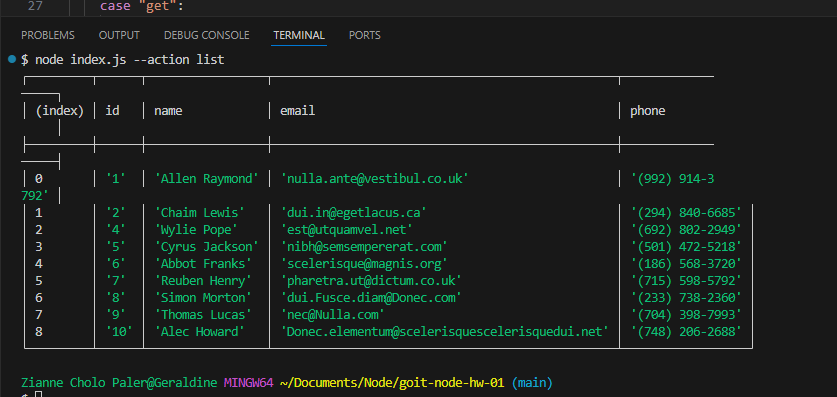 27 case "get":
PROBLEMS OUTPUT DEBUG CONSOLE TERMINAL PORTS
$ node index.js --action list
(index) id name email phone
0 '1' 'Allen Raymond' 'nulla.ante@vestibul.co.uk' '(992) 914-3
792'
1 '2' 'Chaim Lewis' 'dui.in@egetlacus.ca' '(294) 840-6685'
2 '4' 'Wylie Pope' 'est@utquamvel.net' '(692) 802-2949'
3 '5' 'Cyrus Jackson' 'nibh@semsempererat.com' '(501) 472-5218'
4 '6' 'Abbot Franks' 'scelerisque@magnis.org' '(186) 568-3720'
5 '7' 'Reuben Henry' 'pharetra.ut@dictum.co.uk' '(715) 598-5792'
6 '8' 'Simon Morton' 'dui.Fusce.diam@Donec.com' '(233) 738-2360'
7 '9' 'Thomas Lucas' 'nec@Nulla.com' '(704) 398-7993'
8 '10' 'Alec Howard' 'Donec.elementum@scelerisquescelerisquedui.net' '(748) 206-2688'
Zianne Cholo Paler@Geraldine MINGW64 ~/Documents/Node/goit-node-hw-01 (main)
$